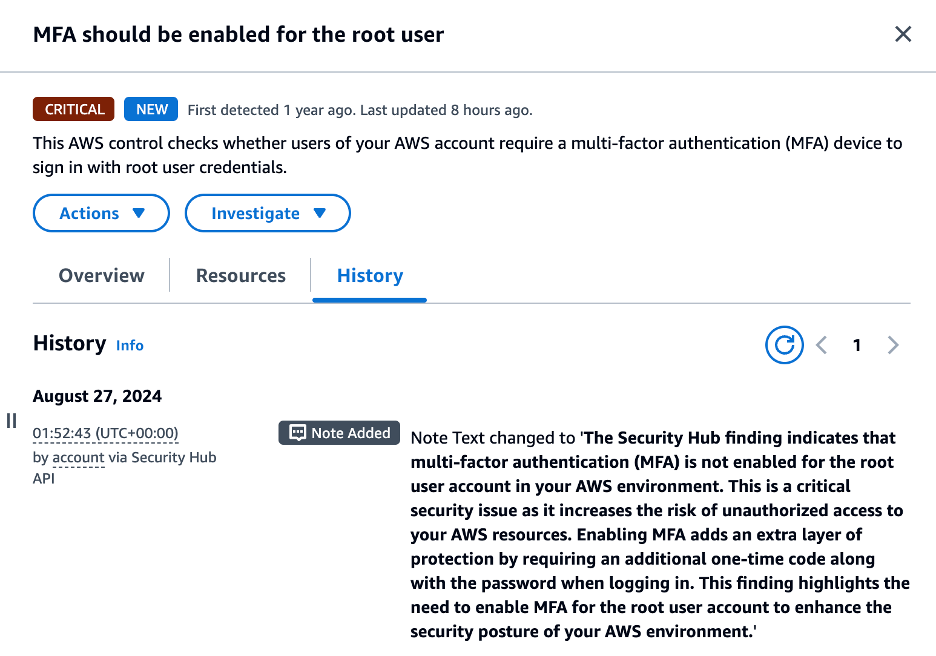 MFA should be enabled for the root user
CRITICAL NEW First detected 1 year ago. Last updated 8 hours ago.
This AWS control checks whether users of your AWS account require a multi-factor authentication (MFA) device to
sign in with root user credentials.
Actions Investigate
Overview Resources History
History Info 1
August 27, 2024
01:52:43 (UTC+00:00)
by account via Security Hub
API
Note Added
Note Text changed to 'The Security Hub finding indicates that
multi-factor authentication (MFA) is not enabled for the root
user account in your AWS environment. This is a critical
security issue as it increases the risk of unauthorized access to
your AWS resources. Enabling MFA adds an extra layer of
protection by requiring an additional one-time code along
with the password when logging in. This finding highlights the
need to enable MFA for the root user account to enhance the
security posture of your AWS environment.'